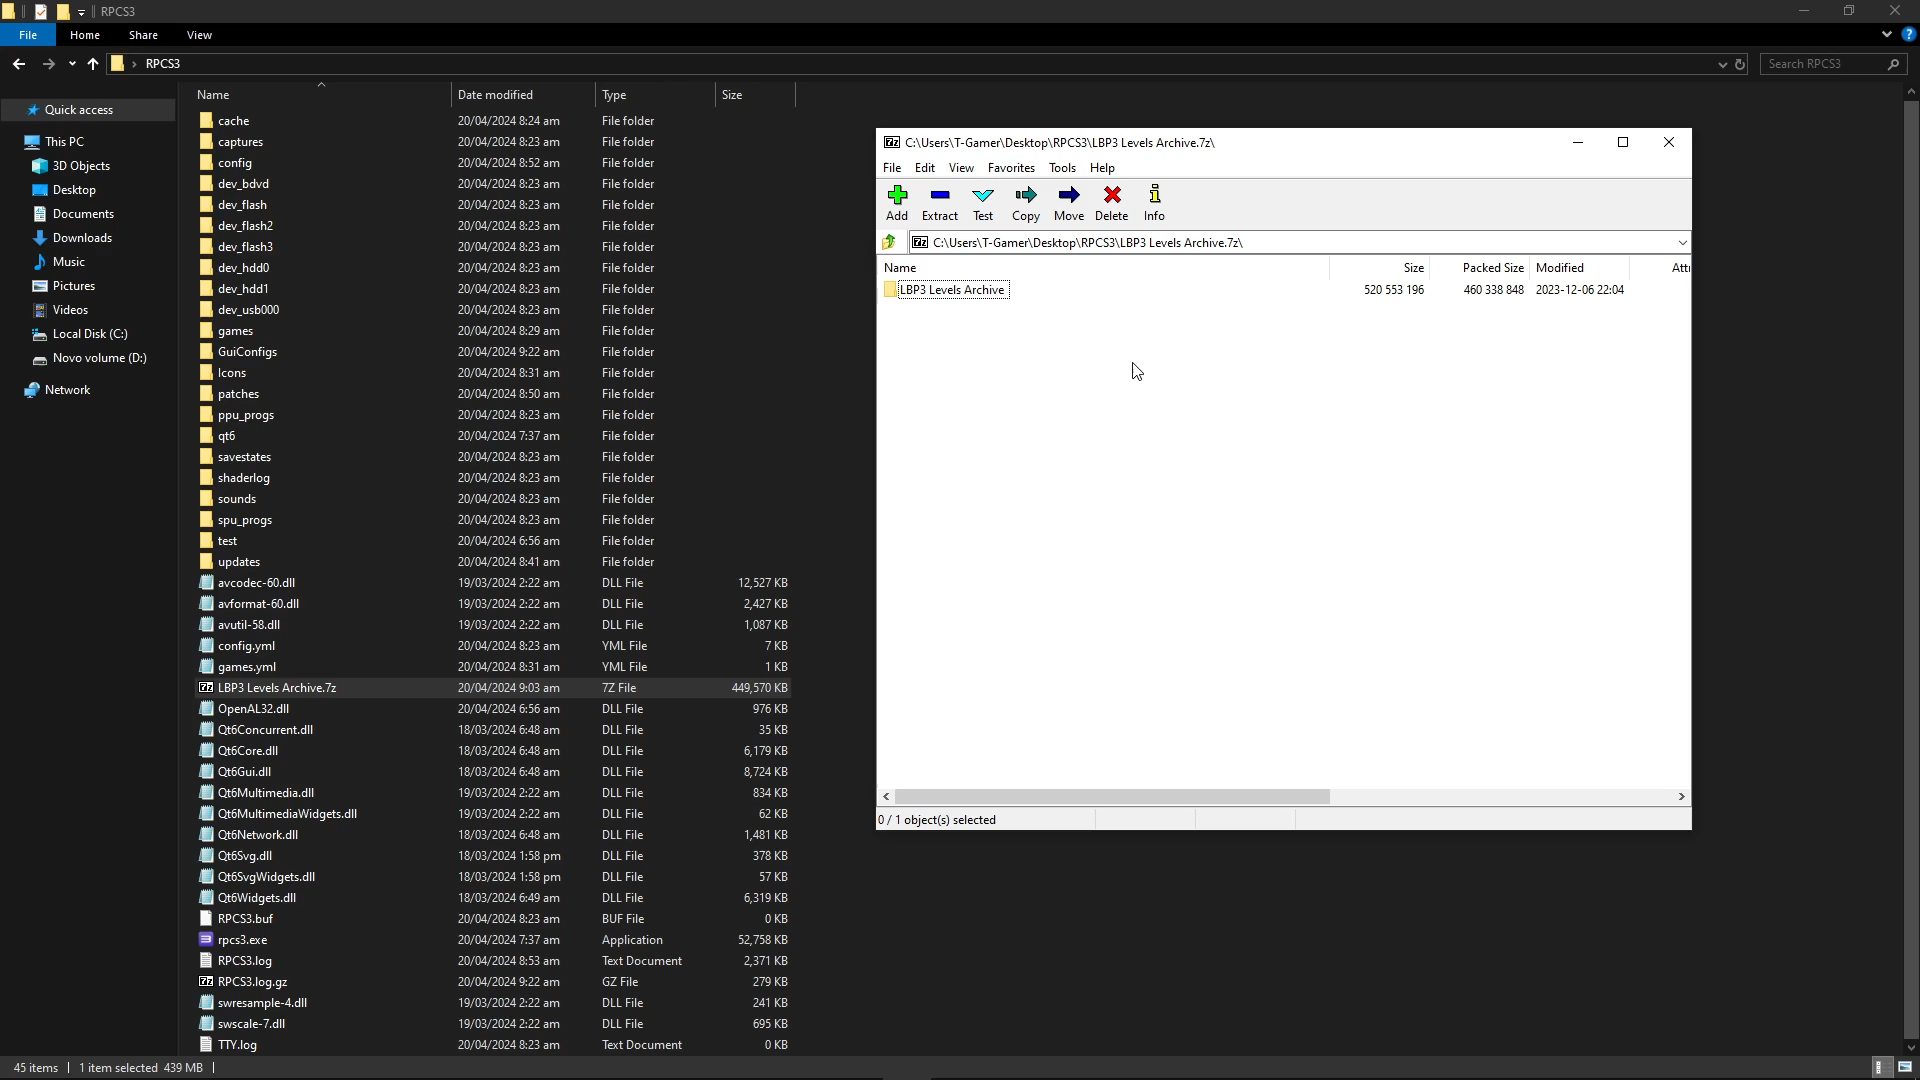 RPCS3
File Home Share View
RPCS3
Search RPCS3
Quick access
This PC
3D Objects
Desktop
Documents
Downloads
Music
Pictures
Videos
Local Disk (C:)
Novo volume (D:)
Network
Name Date modified Type Size
cache 20/04/2024 8:24 am File folder
captures 20/04/2024 8:23 am File folder
config 20/04/2024 8:52 am File folder
dev_bdvd 20/04/2024 8:23 am File folder
dev_flash 20/04/2024 8:23 am File folder
dev_flash2 20/04/2024 8:23 am File folder
dev_flash3 20/04/2024 8:23 am File folder
dev_hdd0 20/04/2024 8:23 am File folder
dev_hdd1 20/04/2024 8:23 am File folder
dev_usb000 20/04/2024 8:23 am File folder
games 20/04/2024 8:29 am File folder
GuiConfigs 20/04/2024 9:22 am File folder
Icons 20/04/2024 8:31 am File folder
patches 20/04/2024 8:50 am File folder
ppu_progs 20/04/2024 8:23 am File folder
qt6 20/04/2024 7:37 am File folder
savestates 20/04/2024 8:23 am File folder
shaderlog 20/04/2024 8:23 am File folder
sounds 20/04/2024 8:23 am File folder
spu_progs 20/04/2024 8:23 am File folder
test 20/04/2024 6:56 am File folder
updates 20/04/2024 8:41 am File folder
avcodec-60.dll 19/03/2024 2:22 am DLL File 12,527 KB
avformat-60.dll 19/03/2024 2:22 am DLL File 2,427 KB
avutil-58.dll 19/03/2024 2:22 am DLL File 1,087 KB
config.yml 20/04/2024 8:23 am YML File 7 KB
games.yml 20/04/2024 8:31 am YML File 1 KB
LBP3 Levels Archive.7z 20/04/2024 9:03 am 7Z File 449,570 KB
OpenAL32.dll 20/04/2024 6:56 am DLL File 976 KB
Qt6Concurrent.dll 18/03/2024 6:48 am DLL File 35 KB
Qt6Core.dll 18/03/2024 6:48 am DLL File 6,179 KB
Qt6Gui.dll 18/03/2024 6:48 am DLL File 8,724 KB
Qt6Multimedia.dll 19/03/2024 2:22 am DLL File 834 KB
Qt6MultimediaWidgets.dll 19/03/2024 2:22 am DLL File 62 KB
Qt6Network.dll 18/03/2024 6:48 am DLL File 1,481 KB
Qt6Svg.dll 18/03/2024 1:58 pm DLL File 378 KB
Qt6SvgWidgets.dll 18/03/2024 1:58 pm DLL File 57 KB
Qt6Widgets.dll 18/03/2024 6:49 am DLL File 6,319 KB
RPCS3.buf 20/04/2024 8:23 am BUF File 0 KB
rpcs3.exe 20/04/2024 7:37 am Application 52,758 KB
RPCS3.log 20/04/2024 8:53 am Text Document 2,371 KB
RPCS3.log.gz 20/04/2024 9:22 am GZ File 279 KB
swresample-4.dll 19/03/2024 2:22 am DLL File 241 KB
swscale-7.dll 19/03/2024 2:22 am DLL File 695 KB
TTY.log 20/04/2024 8:23 am Text Document 0 KB
45 items 1 item selected 439 MB
C:\Users\T-Gamer\Desktop\RPCS3\LBP3 Levels Archive.7z\
File Edit View Favorites Tools Help
Add Extract Test Copy Move Delete Info
C:\Users\T-Gamer\Desktop\RPCS3\LBP3 Levels Archive.7z\
Name Size Packed Size Modified Attr
LBP3 Levels Archive 520 553 196 460 338 848 2023-12-06 22:04
0 / 1 object(s) selected